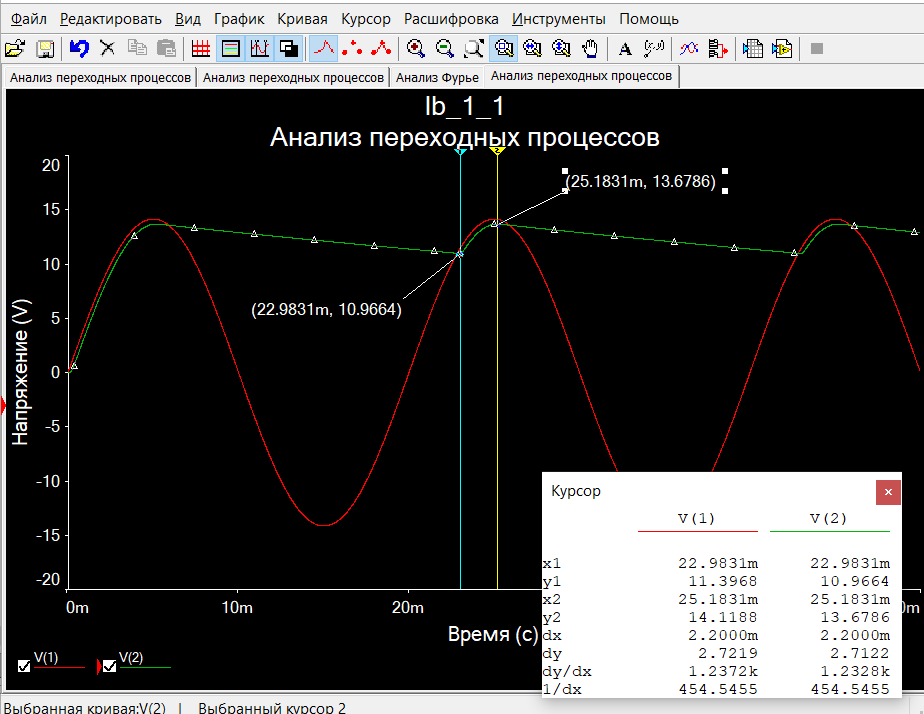 Файл Редактировать Вид График Кривая Курсор Расшифровка Инструменты Помощь
A
Анализ переходных процессов Анализ переходных процессов Анализ Фурье Анализ переходных процессов
lb_1_1
Анализ переходных процессов
2
20
(25.1831m, 13.6786)
15
10
(22.9831m, 10.9664)
5
0
-5
-10
-15
-20
Напряжение (V)
0m 10m 20m 0m
Время (с)
V(1) V(2)
Курсор
×
V(1) V(2)
x1 22.9831m 22.9831m
y1 11.3968 10.9664
x2 25.1831m 25.1831m
y2 14.1188 13.6786
dx 2.2000m 2.2000m
dy 2.7219 2.7122
dy/dx 1.2372k 1.2328k
1/dx 454.5455 454.5455
Выбранная кривая:V(2) | Выбранный курсор 2